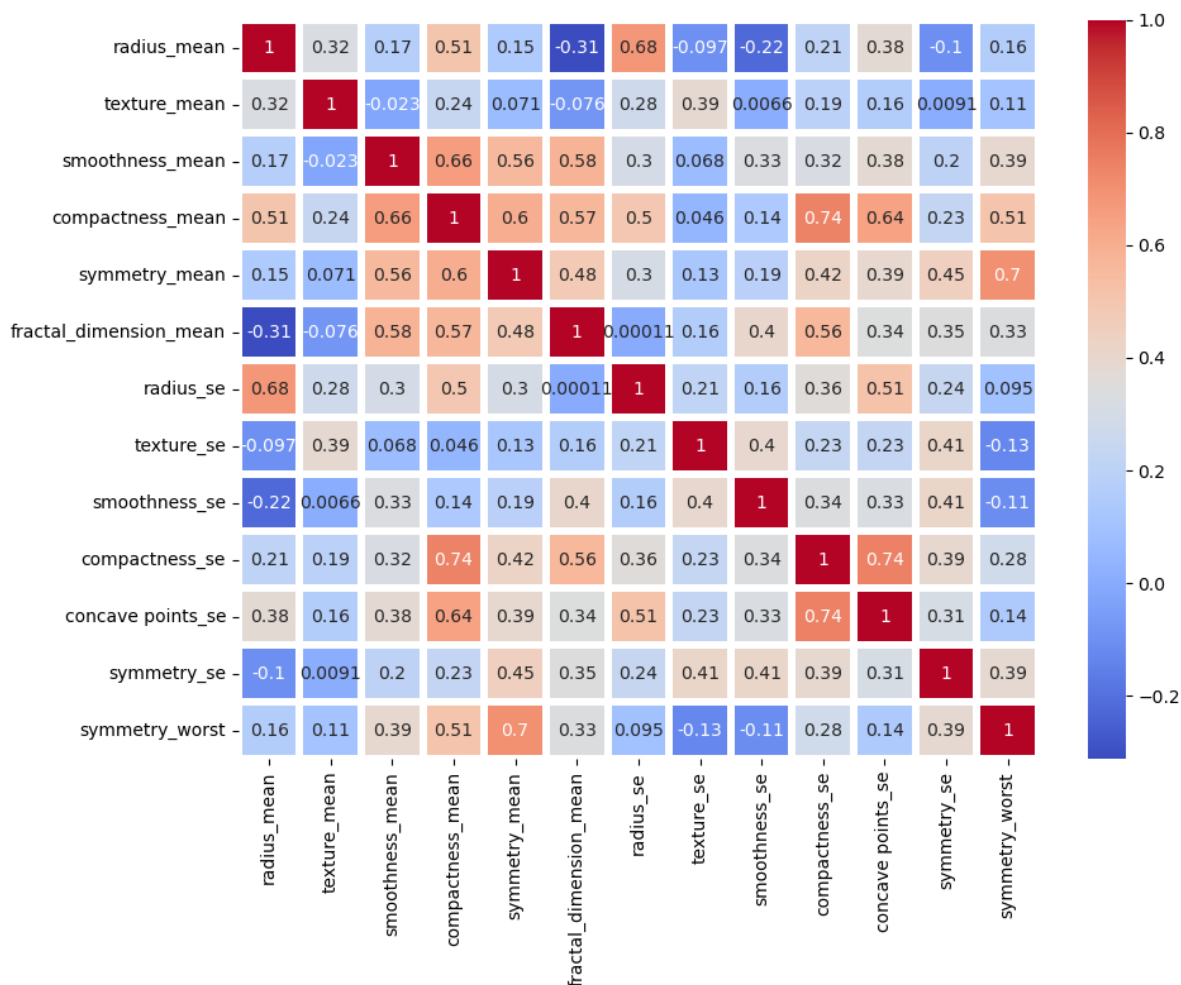 radius_mean 1 0.32 0.17 0.51 0.15 -0.31 0.68 -0.097 -0.22 0.21 0.38 -0.1 0.16
texture_mean 0.32 1 -0.023 0.24 0.071 -0.076 0.28 0.39 0.0066 0.19 0.16 0.0091 0.11
smoothness_mean 0.17 -0.023 1 0.66 0.56 0.58 0.3 0.068 0.33 0.32 0.38 0.2 0.39
compactness_mean 0.51 0.24 0.66 1 0.6 0.57 0.5 0.046 0.14 0.74 0.64 0.23 0.51
symmetry_mean 0.15 0.071 0.56 0.6 1 0.48 0.3 0.13 0.19 0.42 0.39 0.45 0.7
fractal_dimension_mean -0.31 -0.076 0.58 0.57 0.48 1 0.00011 0.16 0.4 0.56 0.34 0.35 0.33
radius_se 0.68 0.28 0.3 0.5 0.3 0.00011 1 0.21 0.16 0.36 0.51 0.24 0.095
texture_se -0.097 0.39 0.068 0.046 0.13 0.16 0.21 1 0.4 0.23 0.23 0.41 -0.13
smoothness_se -0.22 0.0066 0.33 0.14 0.19 0.4 0.16 0.4 1 0.34 0.33 0.41 -0.11
compactness_se 0.21 0.19 0.32 0.74 0.42 0.56 0.36 0.23 0.34 1 0.74 0.39 0.28
concave points_se 0.38 0.16 0.38 0.64 0.39 0.34 0.51 0.23 0.33 0.74 1 0.31 0.14
symmetry_se -0.1 0.0091 0.2 0.23 0.45 0.35 0.24 0.41 0.41 0.39 0.31 1 0.39
symmetry_worst 0.16 0.11 0.39 0.51 0.7 0.33 0.095 -0.13 -0.11 0.28 0.14 0.39 1
radius_mean
texture_mean
smoothness_mean
compactness_mean
symmetry_mean
fractal_dimension_mean
radius_se
texture_se
smoothness_se
compactness_se
concave points_se
symmetry_se
symmetry_worst
1.0
0.8
0.6
0.4
0.2
0.0
−0.2